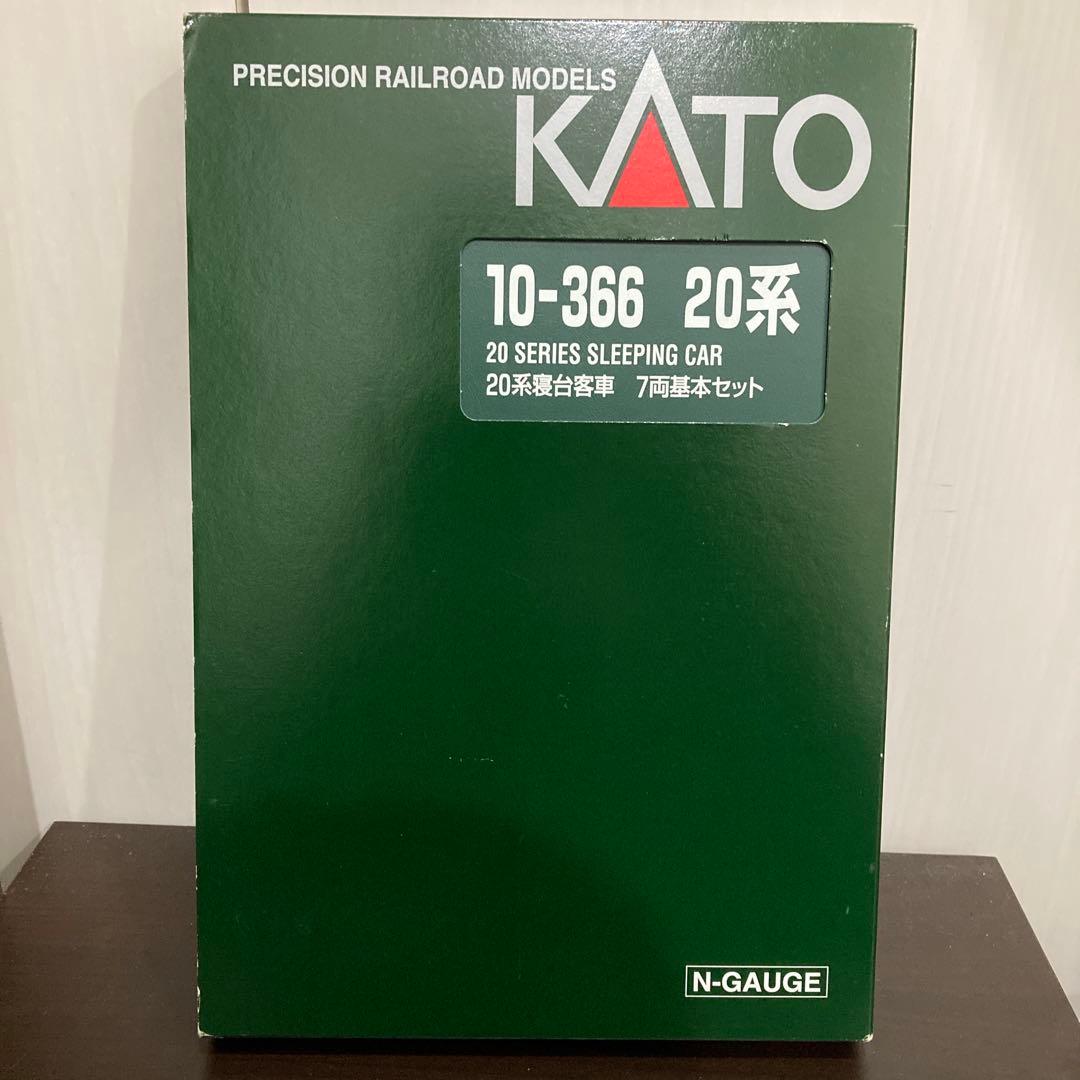 PRECISION RAILROAD MODELS
KATO
10-366 20系
20 SERIES SLEEPING CAR
20系寝台客車 7両基本セット
N-GAUGE